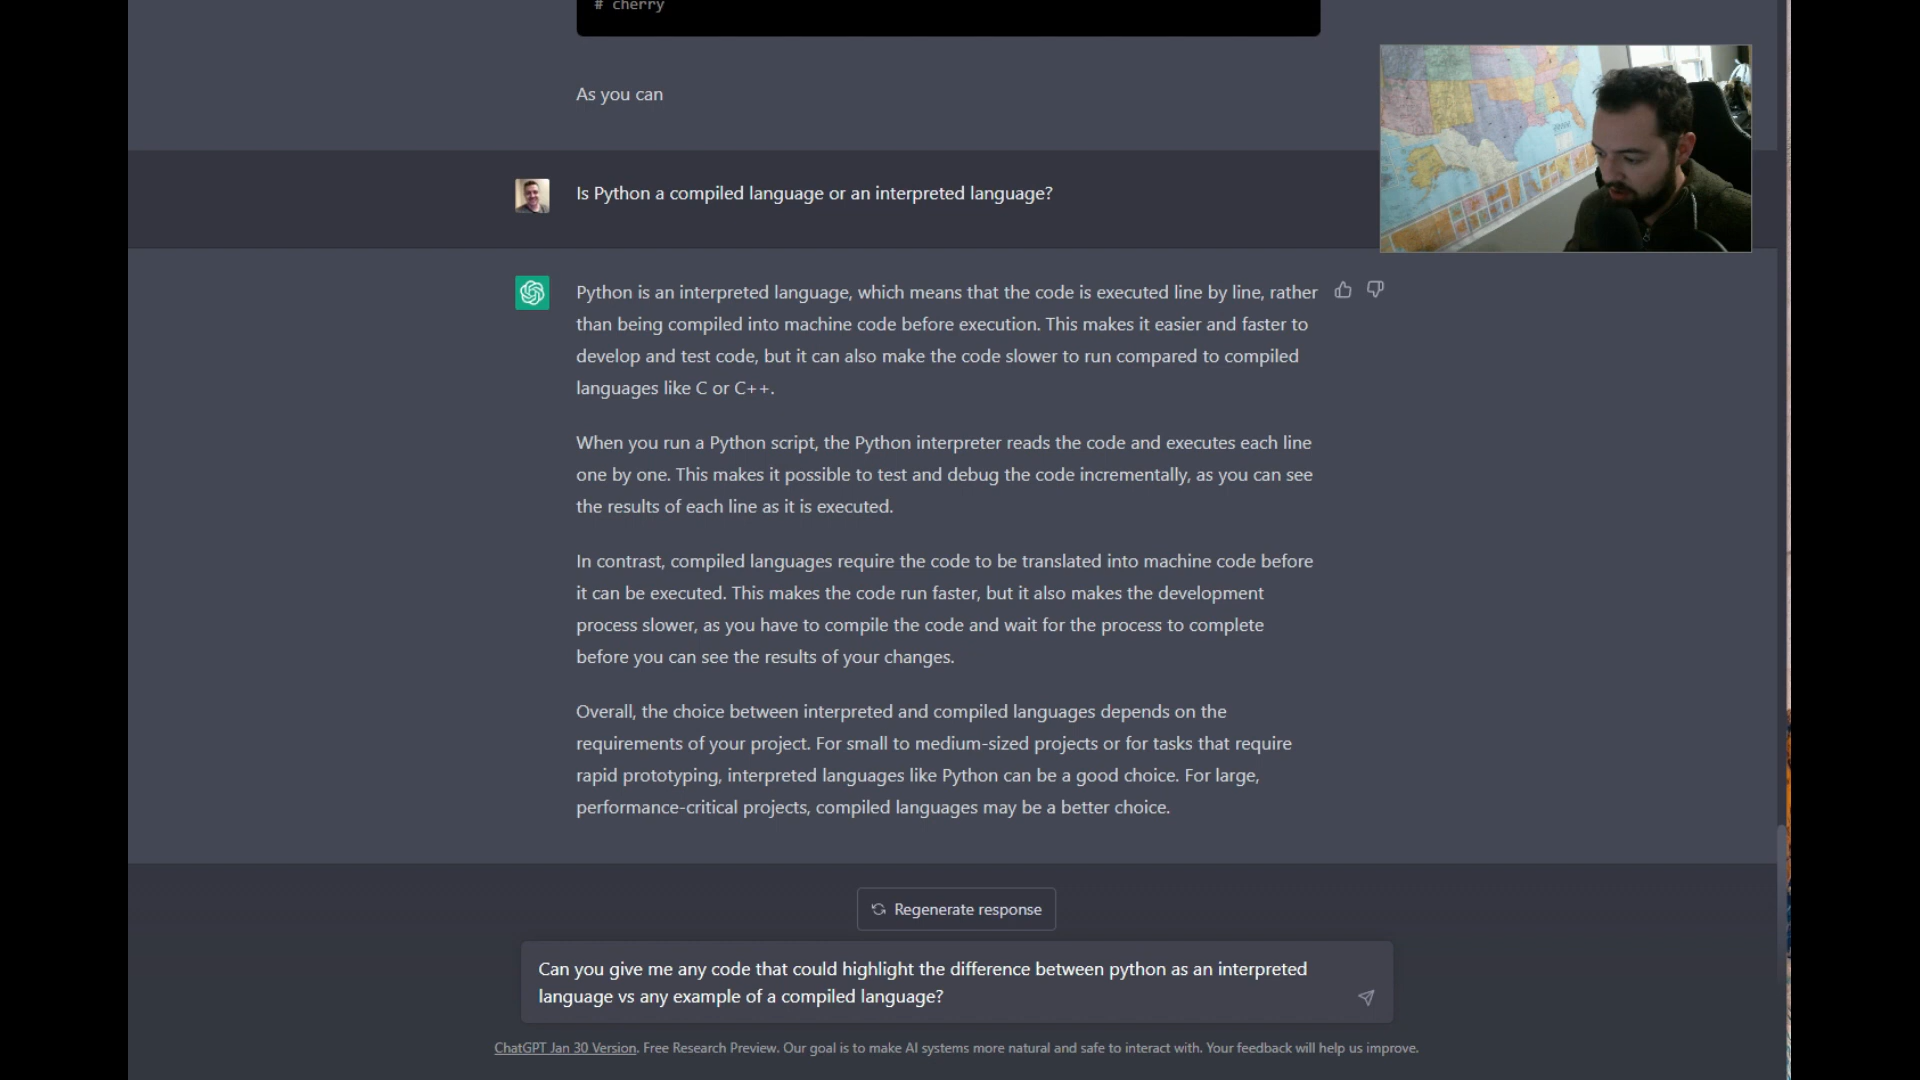 # cherry
As you can
Is Python a compiled language or an interpreted language?
Python is an interpreted language, which means that the code is executed line by line, rather
than being compiled into machine code before execution. This makes it easier and faster to
develop and test code, but it can also make the code slower to run compared to compiled
languages like C or C++.
When you run a Python script, the Python interpreter reads the code and executes each line
one by one. This makes it possible to test and debug the code incrementally, as you can see
the results of each line as it is executed.
In contrast, compiled languages require the code to be translated into machine code before
it can be executed. This makes the code run faster, but it also makes the development
process slower, as you have to compile the code and wait for the process to complete
before you can see the results of your changes.
Overall, the choice between interpreted and compiled languages depends on the
requirements of your project. For small to medium-sized projects or for tasks that require
rapid prototyping, interpreted languages like Python can be a good choice. For large,
performance-critical projects, compiled languages may be a better choice.
Regenerate response
Can you give me any code that could highlight the difference between python as an interpreted
language vs any example of a compiled language?
ChatGPT Jan 30 Version. Free Research Preview. Our goal is to make AI systems more natural and safe to interact with. Your feedback will help us improve.